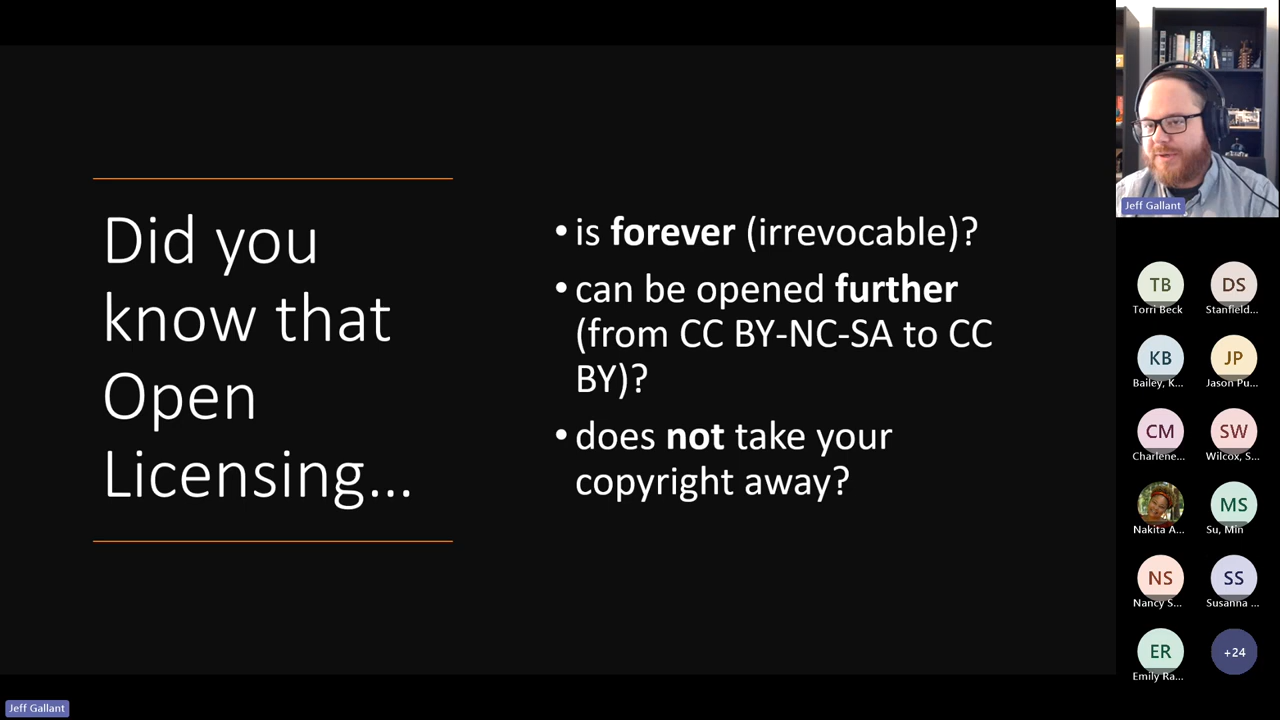 Did you
know that
Open
Licensing...
• is forever (irrevocable)?
• can be opened further
(from CC BY-NC-SA to CC
BY)?
• does not take your
copyright away?
Jeff Gallant
TB
DS
Torri Beck
Stanfield...
KB
JP
Bailey, K...
Jason Pu...
CM
SW
Charlene...
Wilcox, S...
MS
Nakita A...
Su, Min
NS
SS
Nancy S...
Susanna ...
ER
+24
Emily Ra...
Jeff Gallant